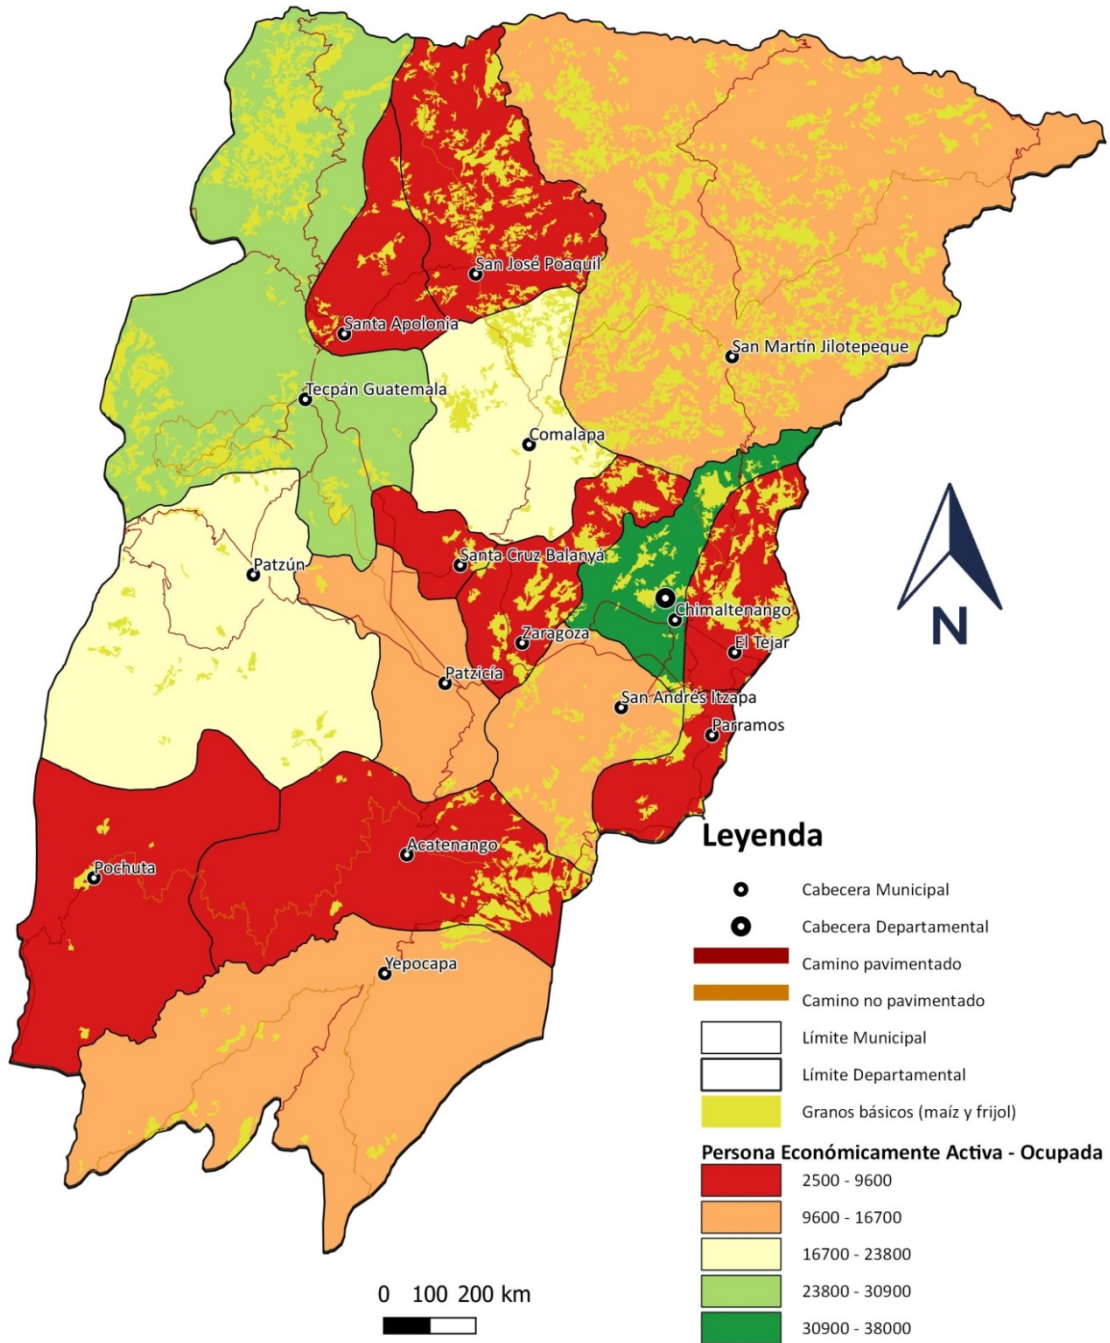 San José Poaquil
Santa Apolonia
San Martín Jilotepeque
Tecpán Guatemala
Comalapa
Santa Cruz Balanyá
Patzún
Chimaltenango
Zaragoza
El Tejar
Patzicía
San Andrés Itzapa
Parramos
N
Acatenango
Pochuta
Yepocapa
Leyenda
Cabecera Municipal
Cabecera Departamental
Camino pavimentado
Camino no pavimentado
Límite Municipal
Límite Departamental
Granos básicos (maíz y frijol)
Persona Económicamente Activa - Ocupada
2500 - 9600
9600 - 16700
16700 - 23800
23800 - 30900
30900 - 38000
0 100 200 km